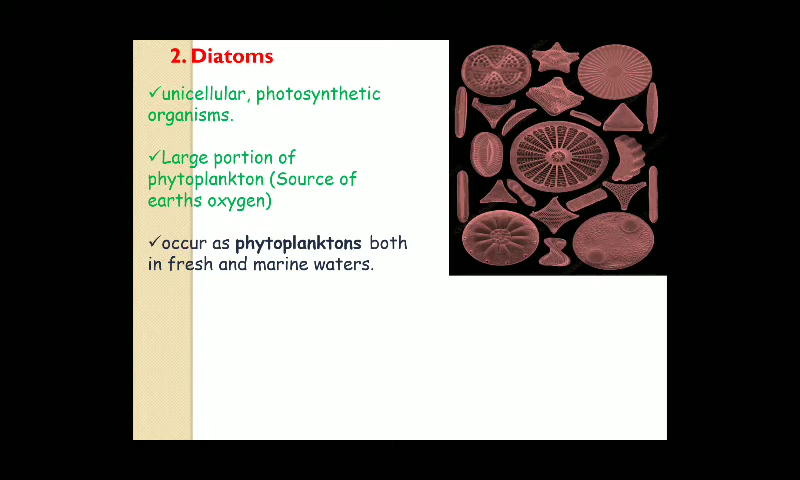 2. Diatoms
✓unicellular, photosynthetic
organisms.
✓Large portion of
phytoplankton (Source of
earths oxygen)
✓occur as phytoplanktons both
in fresh and marine waters.